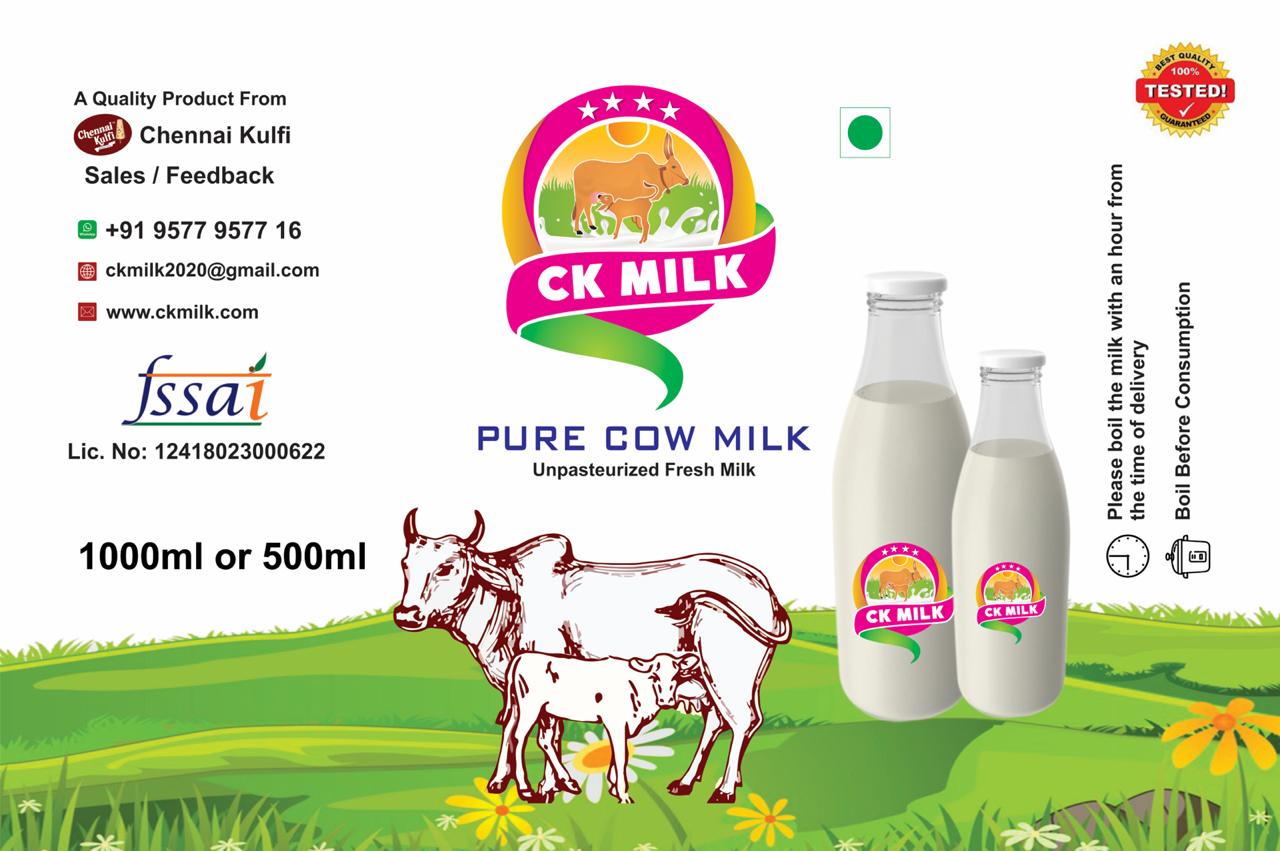 A Quality Product From
Chennai
Kulfi
Chennai Kulfi
Sales / Feedback
+91 9577 9577 16
ckmilk2020@gmail.com
www.ckmilk.com
fssai
Lic. No: 12418023000622
1000ml or 500ml
CK MILK
PURE COW MILK
Unpasteurized Fresh Milk
CK MILK
CK MILK
BEST QUALITY
100%
TESTED!
GUARANTEED
Please boil the milk with an hour from
the time of delivery
Boil Before Consumption